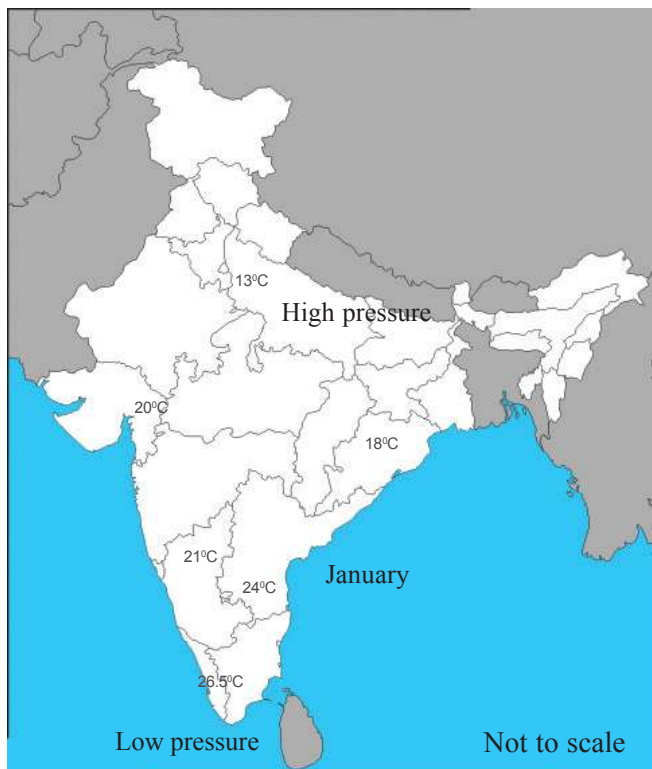 13⁰C
High pressure
20⁰C
18⁰C
21⁰C
January
24⁰C
26.5⁰C
Low pressure
Not to scale